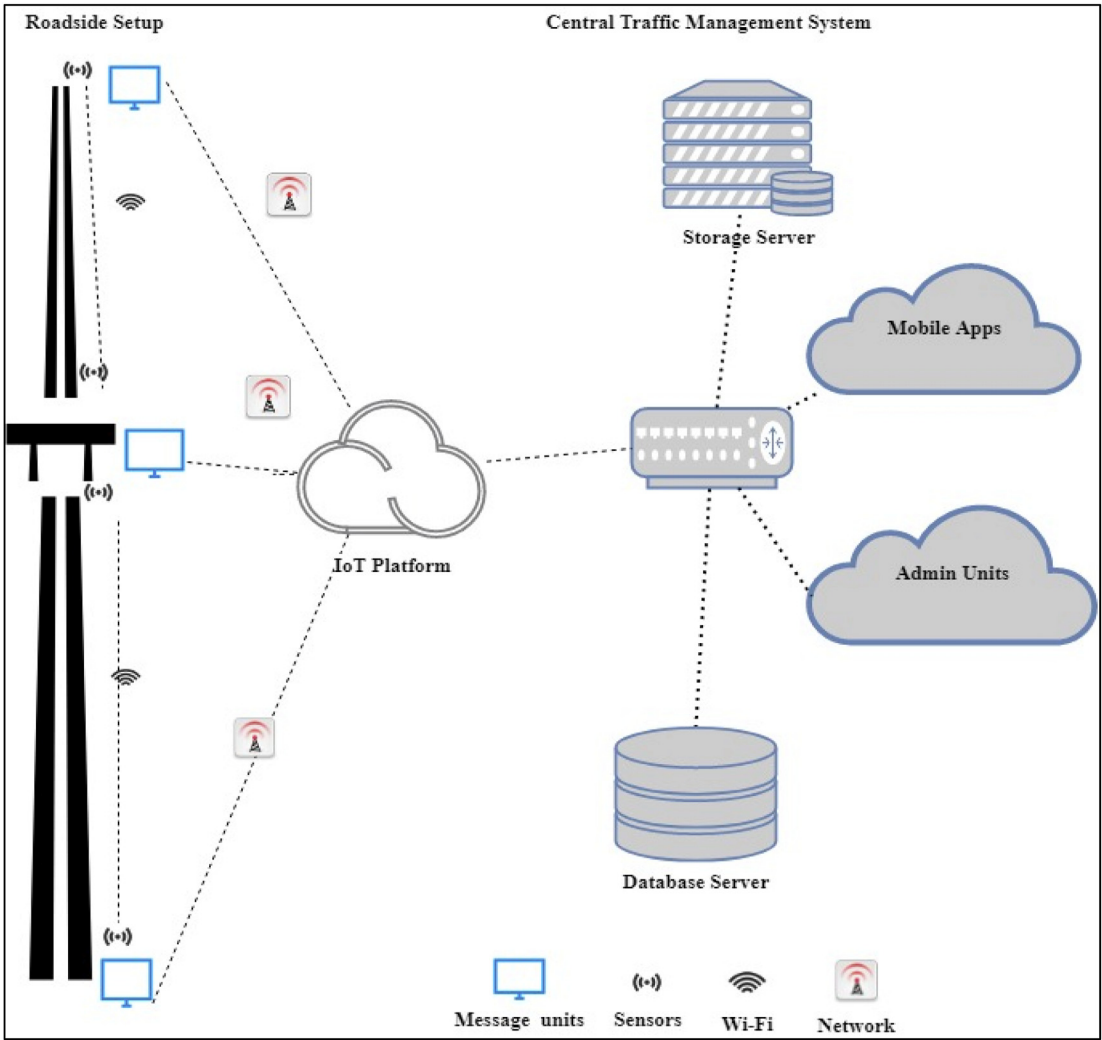 Roadside Setup
Central Traffic Management System
Storage Server
Mobile Apps
IoT Platform
Admin Units
Database Server
Message units
Sensors
Wi-Fi
Network